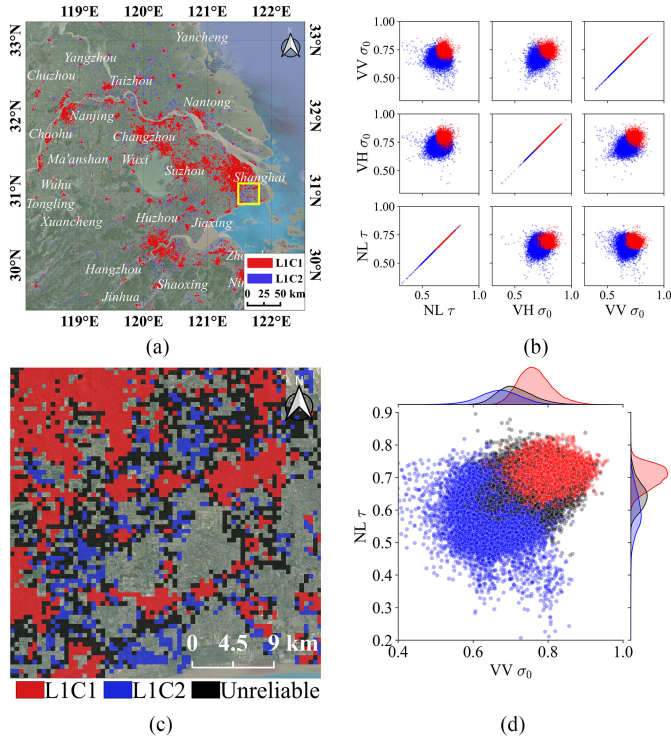 119°E 120°E 121°E 122°E
33°N
33°N
Yancheng
Yangzhou
Chuzhou
Taizhou
Nantong
32°N
32°N
Nanjing
Chaohu
Changzhou
Ma'anshan
Wuxi
Suzhou
Shanghai
31°N
31°N
Wuhu
Tongling
Xuancheng
Huzhou
Jiaxing
30°N
30°N
Hangzhou
Shaoxing
Jinhua
L1C1
L1C2
0 25 50 km
119°E 120°E 121°E 122°E
(a)
VV σ0
1.00
0.75
0.50
VH σ0
1.00
0.75
0.50
NL τ
1.00
0.75
0.50
0.5 1.0
0.5 1.0
0.5 1.0
NL τ VH σ0 VV σ0
(b)
0 4.5 9 km
L1C1 L1C2 Unreliable
(c)
NL τ
0.9
0.8
0.7
0.6
0.5
0.4
0.3
0.2
0.4 0.6 0.8 1.0
VV σ0
(d)